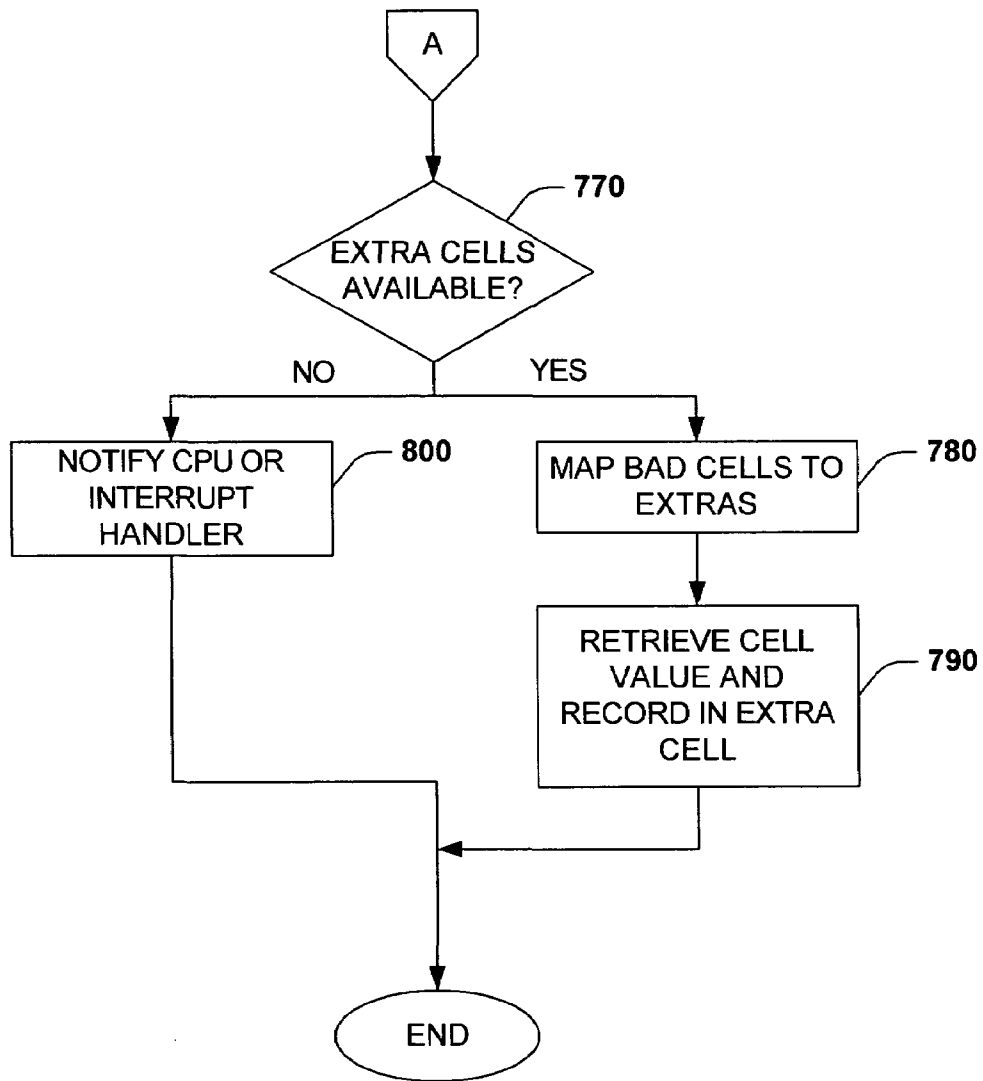 A
770
EXTRA CELLS
AVAILABLE?
NO
YES
NOTIFY CPU OR
INTERRUPT
HANDLER
800
MAP BAD CELLS TO
EXTRAS
780
RETRIEVE CELL
VALUE AND
RECORD IN EXTRA
CELL
790
END